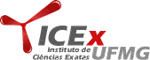 ICEx
Instituto de
Ciências Exatas UFMG